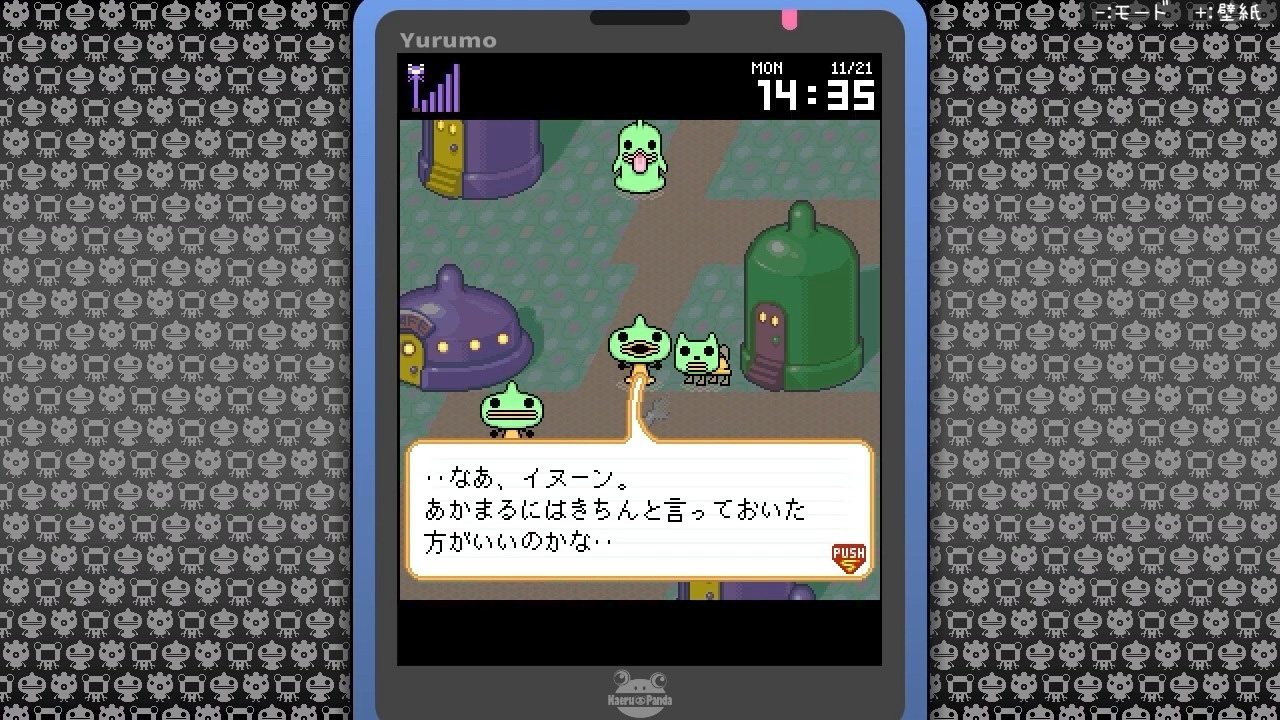 -:モード +:壁紙
Yurumo
MON 11/21
14:35
‥なあ、イヌーン。
あかまるにはきちんと言っておいた
方がいいのかな‥
PUSH
Kaeru Panda